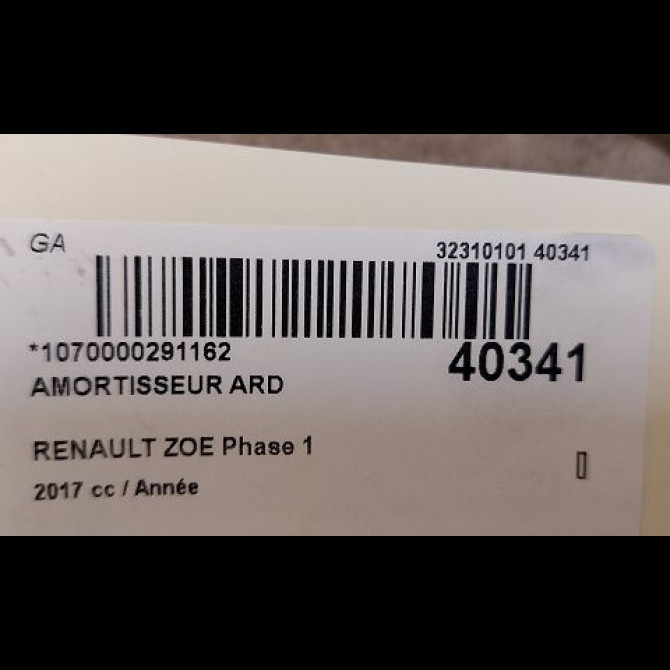 GA
32310101 40341
*1070000291162
40341
AMORTISSEUR ARD
RENAULT ZOE Phase 1
2017 cc / Année